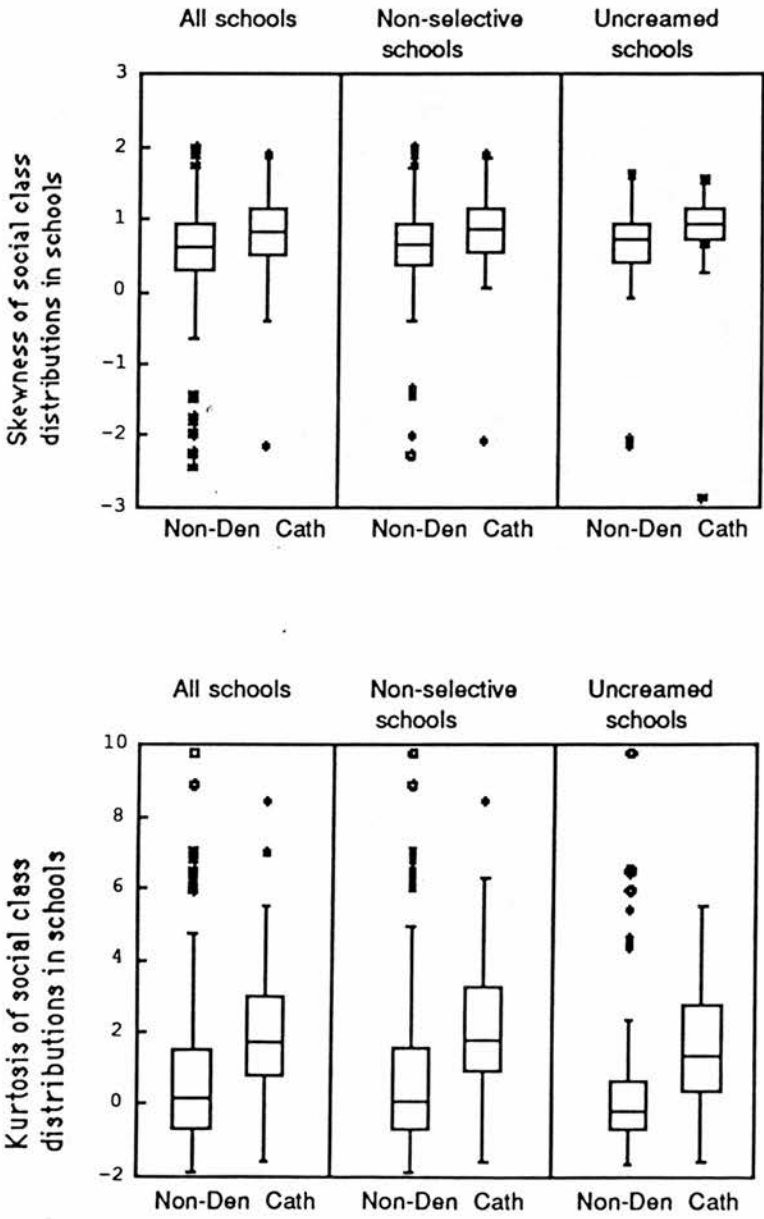 All schools Non-selective schools Uncreamed schools
Skewness of social class distributions in schools
3
2
1
0
-1
-2
-3
Non-Den Cath Non-Den Cath Non-Den Cath
All schools Non-selective schools Uncreamed schools
Kurtosis of social class distributions in schools
10
8
6
4
2
0
-2
Non-Den Cath Non-Den Cath Non-Den Cath